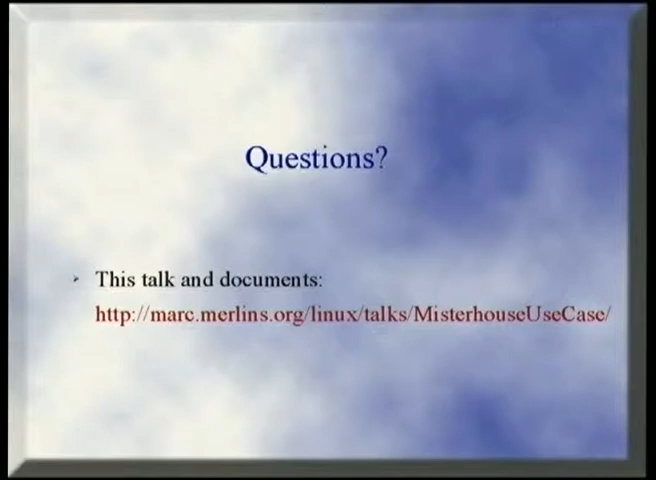 Questions?
This talk and documents:
http://marc.merlins.org/linux/talks/MisterhouseUseCase/